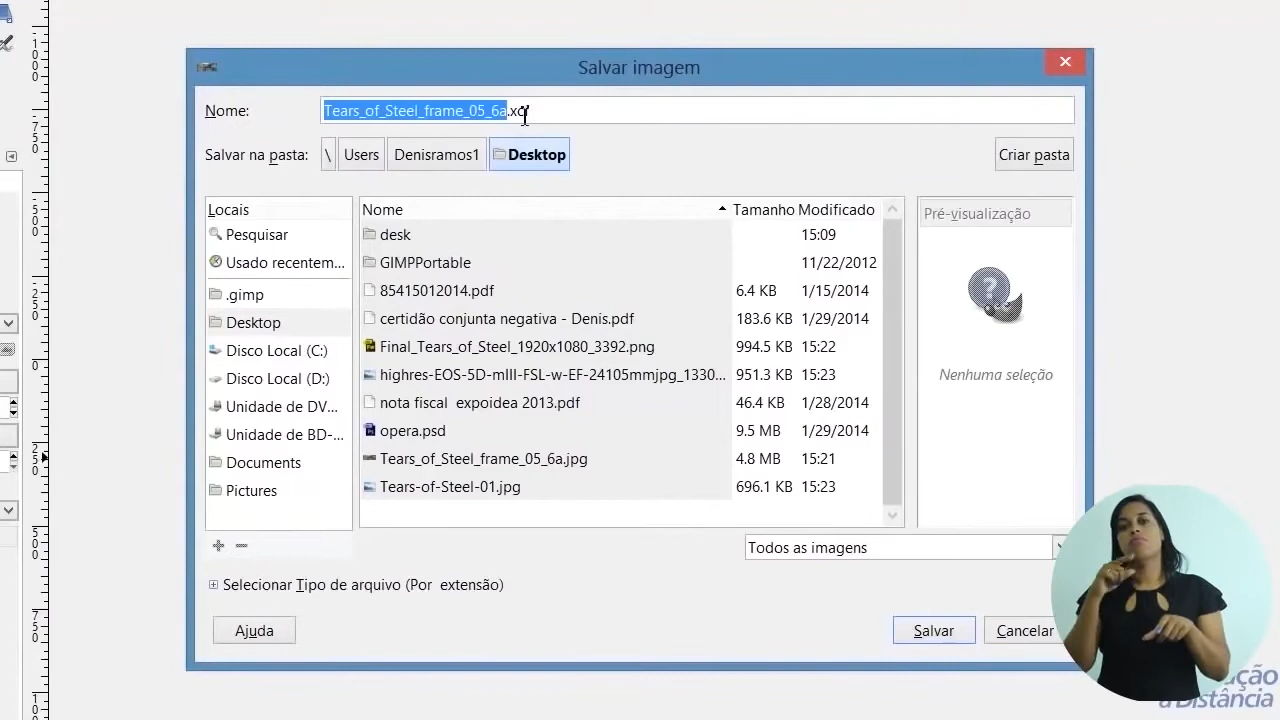 Salvar imagem
Nome: Tears_of_Steel_frame_05_6a.xcf
Salvar na pasta: \ Users Denisramos1 Desktop Criar pasta
Locais
Pesquisar
Usado recentem...
.gimp
Desktop
Disco Local (C:)
Disco Local (D:)
Unidade de DV...
Unidade de BD-...
Documents
Pictures
Nome Tamanho Modificado
desk 15:09
GIMPPortable 11/22/2012
85415012014.pdf 6.4 KB 1/15/2014
certidão conjunta negativa - Denis.pdf 183.6 KB 1/29/2014
Final_Tears_of_Steel_1920x1080_3392.png 994.5 KB 15:22
highres-EOS-5D-mIII-FSL-w-EF-24105mmjpg_1330... 951.3 KB 15:23
nota fiscal expoidea 2013.pdf 46.4 KB 1/28/2014
opera.psd 9.5 MB 1/29/2014
Tears_of_Steel_frame_05_6a.jpg 4.8 MB 15:21
Tears-of-Steel-01.jpg 696.1 KB 15:23
Pré-visualização
Nenhuma seleção
Todos as imagens
Selecionar Tipo de arquivo (Por extensão)
Ajuda Salvar Cancelar
a Distância